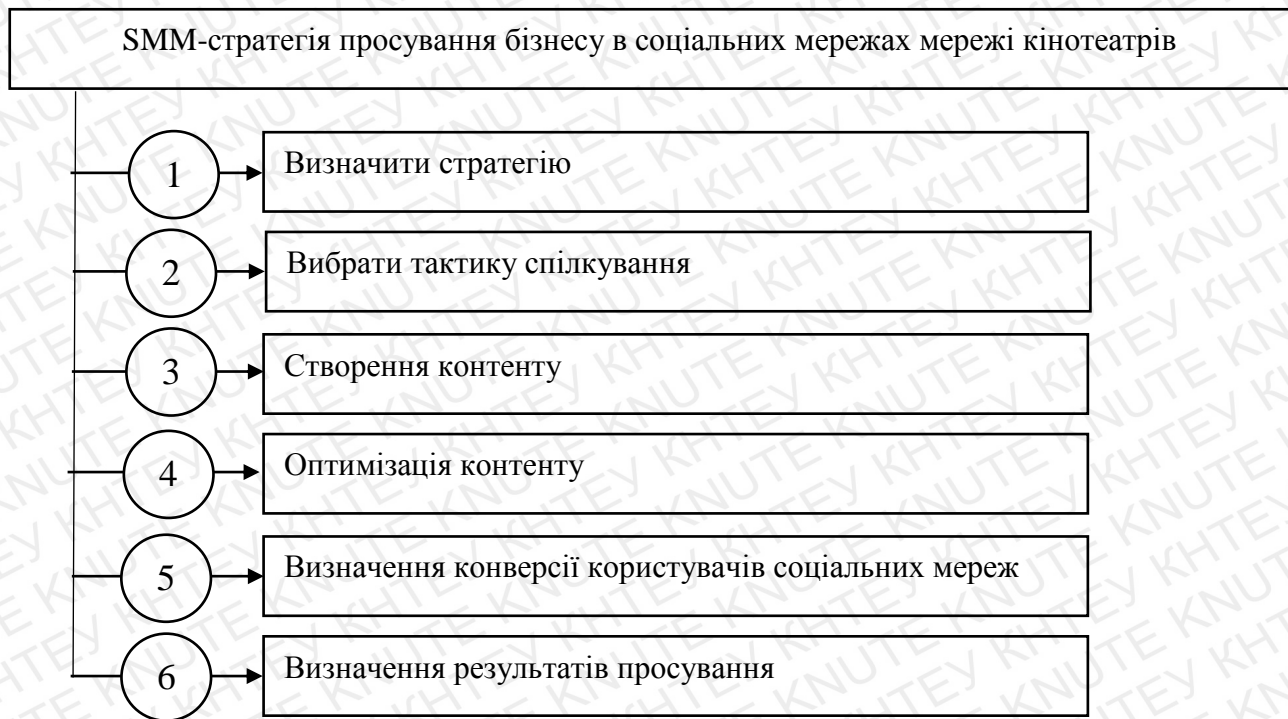 SMM-стратегія просування бізнесу в соціальних мережах мережі кінотеатрів
1 Визначити стратегію
2 Вибрати тактику спілкування
3 Створення контенту
4 Оптимізація контенту
5 Визначення конверсії користувачів соціальних мереж
6 Визначення результатів просування